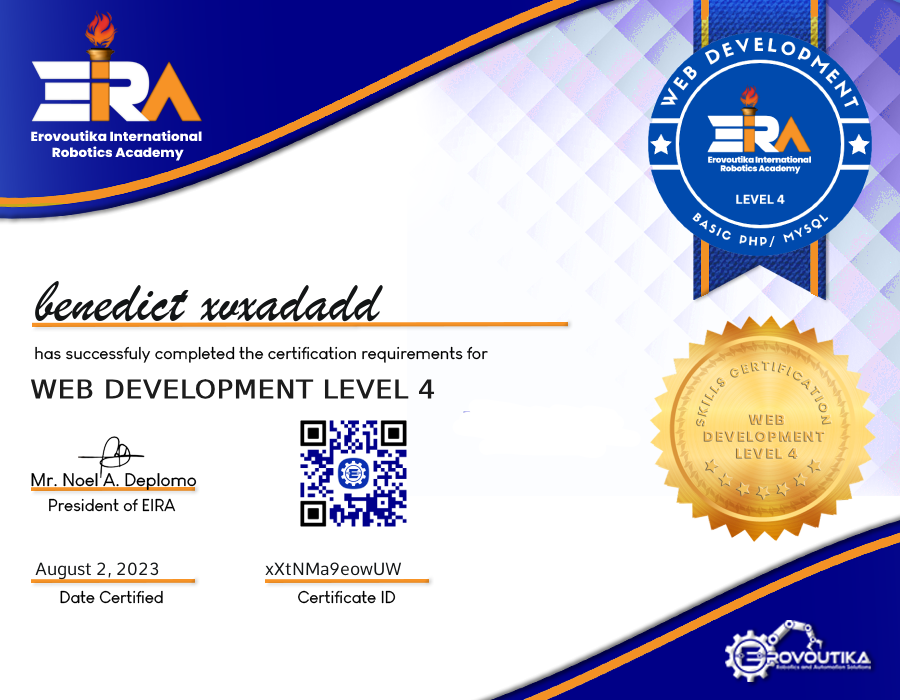 EIRA
Erovoutika International
Robotics Academy
WEB DEVELOPMENT
EIRA
Erovoutika International
Robotics Academy
LEVEL 4
BASIC PHP/ MYSQL
benedict xvxadadd
has successfuly completed the certification requirements for
WEB DEVELOPMENT LEVEL 4
SKILLS CERTIFICATION
WEB
DEVELOPMENT
LEVEL 4
Mr. Noel A. Deplomo
President of EIRA
August 2, 2023
Date Certified
xXtNMa9eowUW
Certificate ID
EROVOUTIKA
Robotics and Automation Solutions